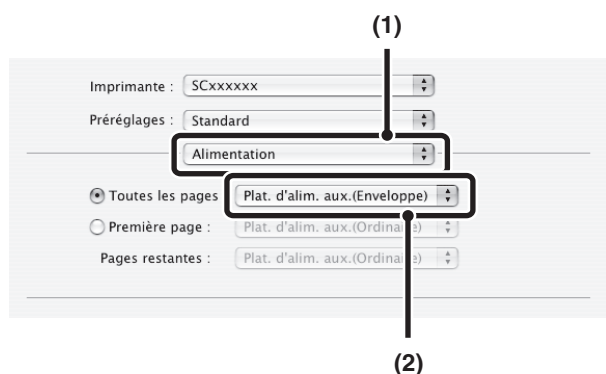 (1)
Imprimante : SCxxxxxx
Préréglages : Standard
Alimentation
Toutes les pages Plat. d'alim. aux.(Enveloppe)
Première page : Plat. d'alim. aux.(Ordinaire)
Pages restantes : Plat. d'alim. aux.(Ordinaire)
(2)